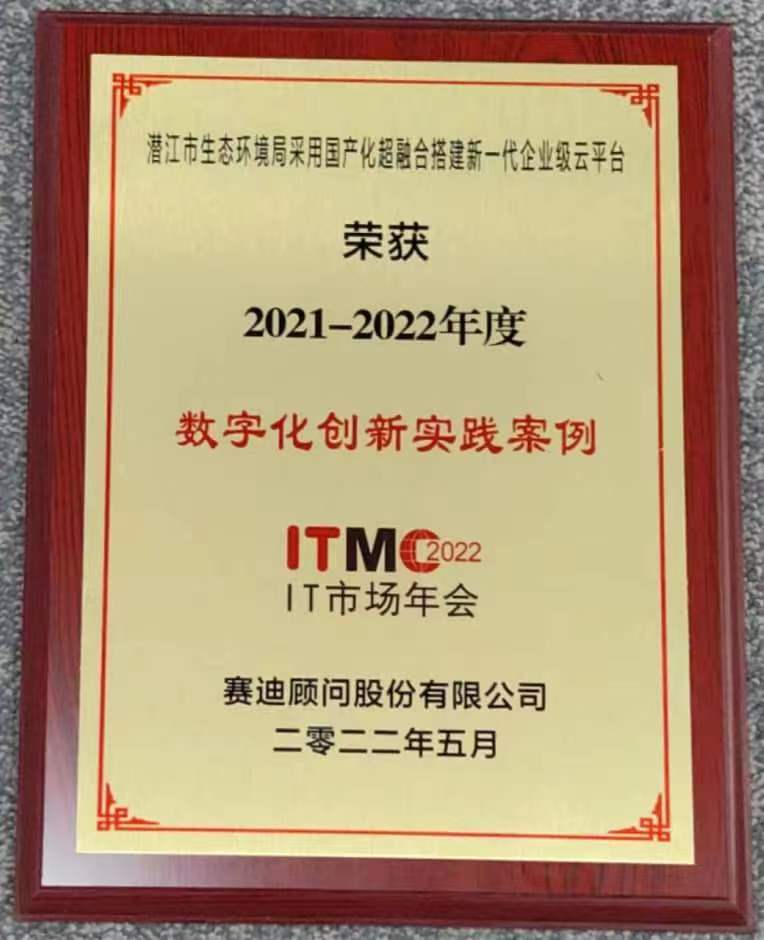 潜江市生态环境局采用国产化超融合搭建新一代企业级云平台
荣获
2021-2022年度
数字化创新实践案例
ITMC 2022
IT市场年会
赛迪顾问股份有限公司
二零二二年五月